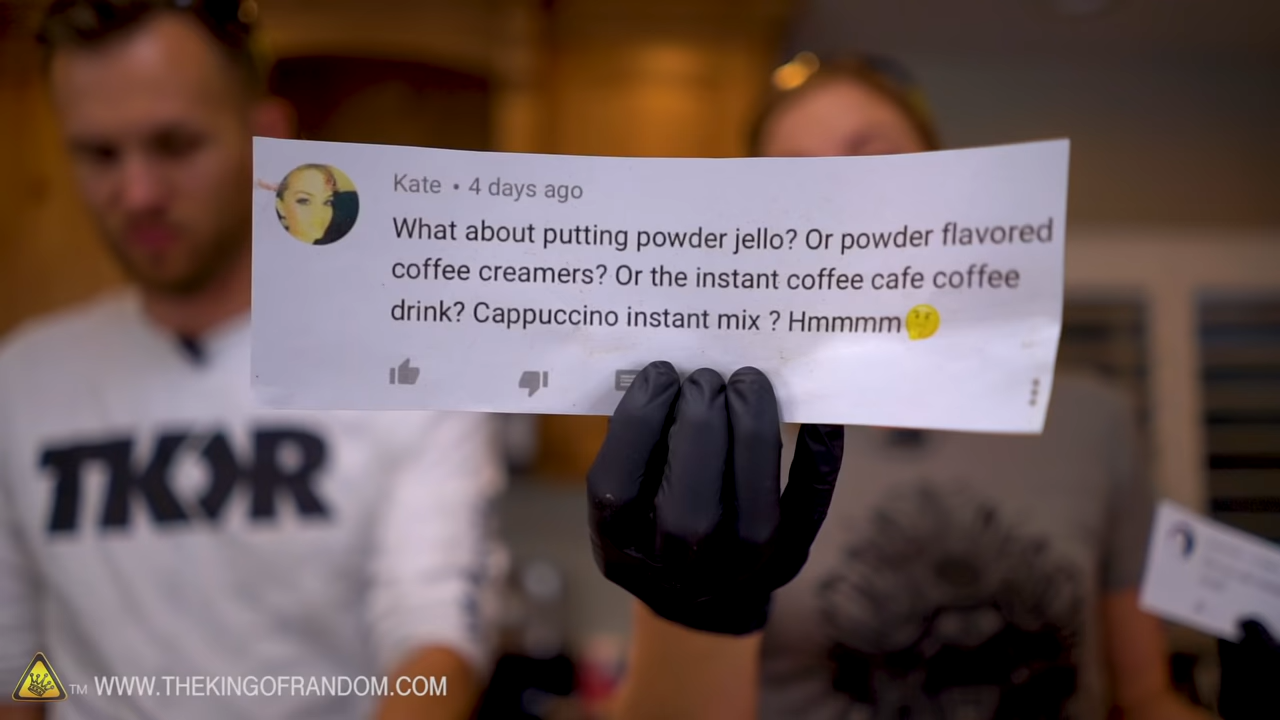 Kate • 4 days ago
What about putting powder jello? Or powder flavored
coffee creamers? Or the instant coffee cafe coffee
drink? Cappuccino instant mix ? Hmmmm🤔
TKOR
TM WWW.THEKINGOFRANDOM.COM